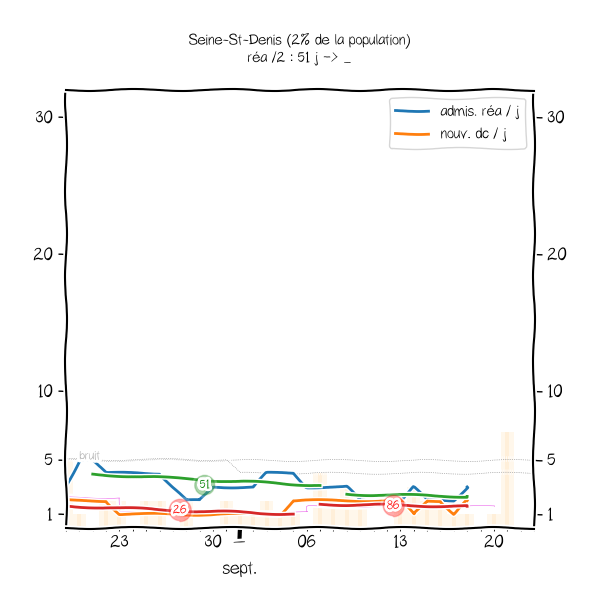 Seine-St-Denis (2% de la population)
réa /2 : 51 j -> _
admis. réa / j
nouv. dc / j
30 30
20 20
10 10
5 5
1 1
bruit
51
26
86
23 30 06 13 20
sept.